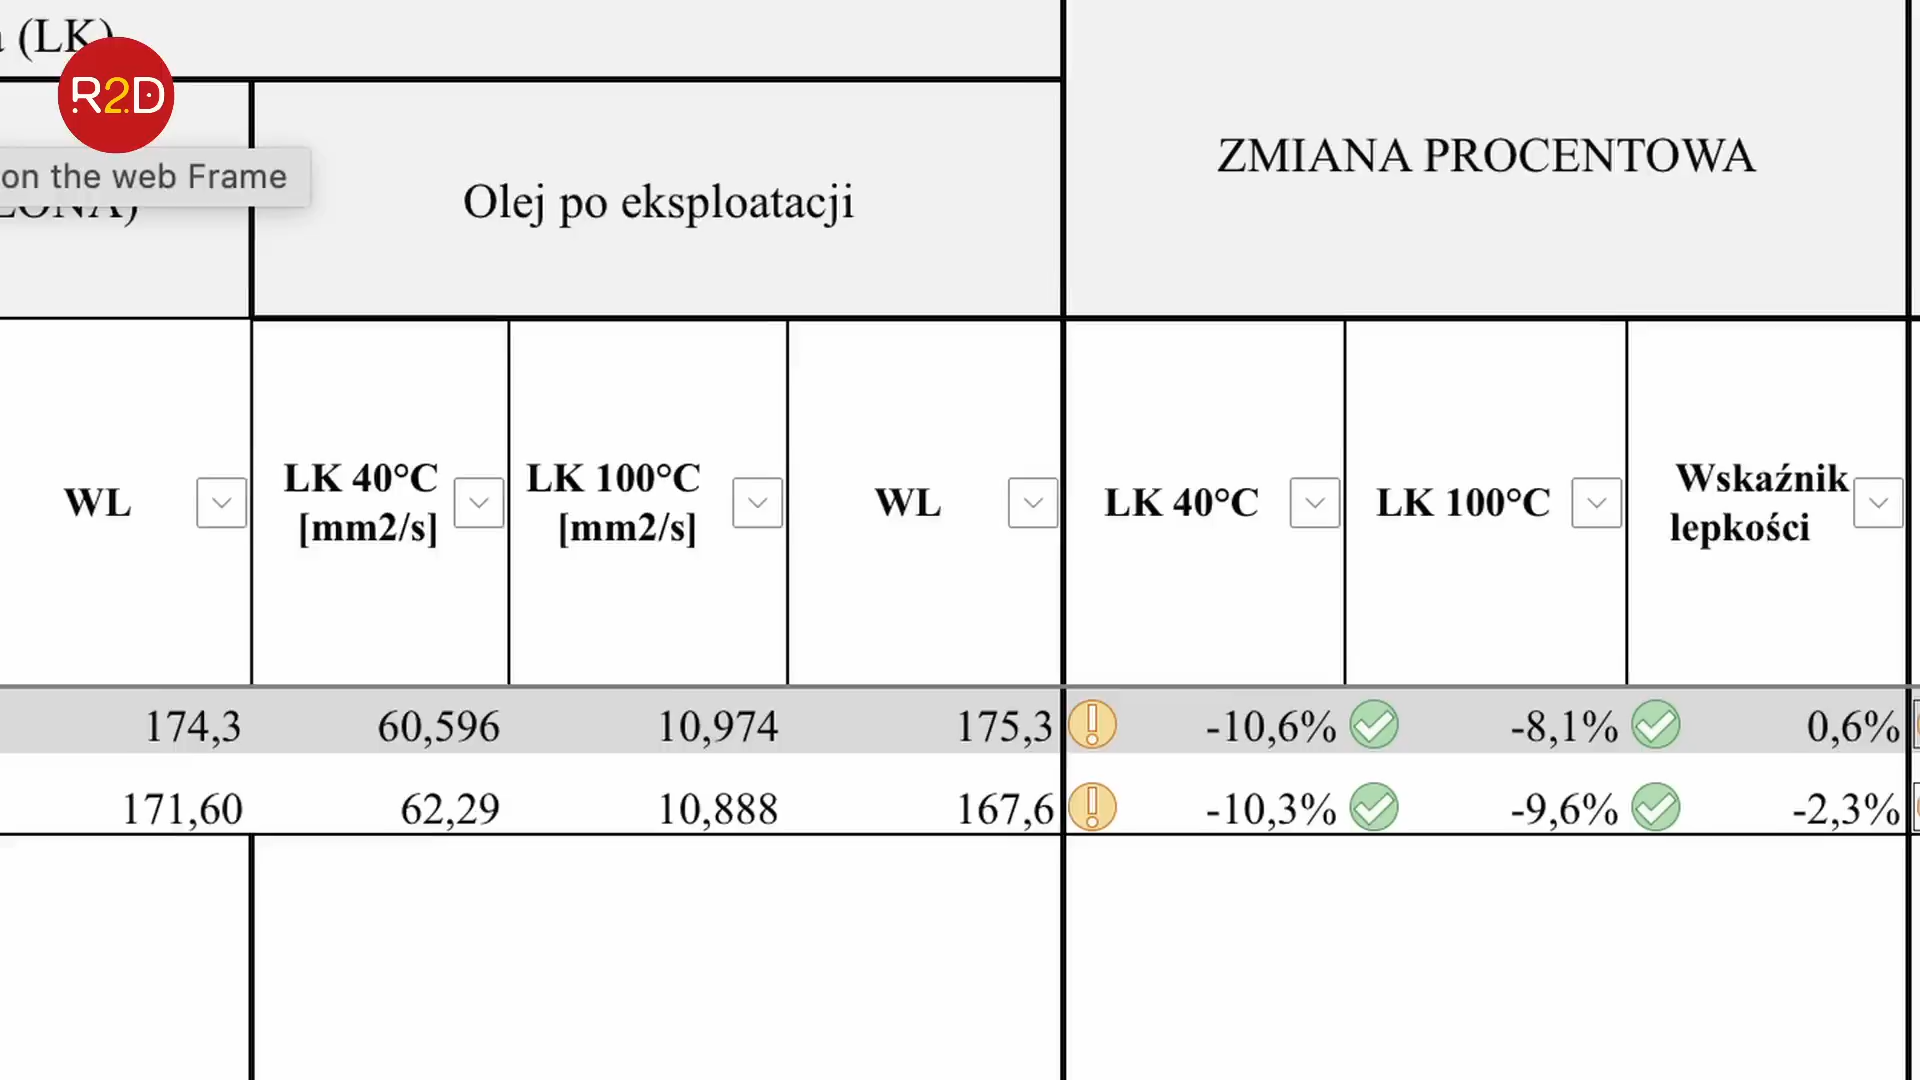 (LK)
R2D
on the web Frame
Olej po eksploatacji
ZMIANA PROCENTOWA
WL
LK 40°C
[mm2/s]
LK 100°C
[mm2/s]
WL
LK 40°C
LK 100°C
Wskaźnik
lepkości
174,3 60,596 10,974 175,3 -10,6% -8,1% 0,6%
171,60 62,29 10,888 167,6 -10,3% -9,6% -2,3%